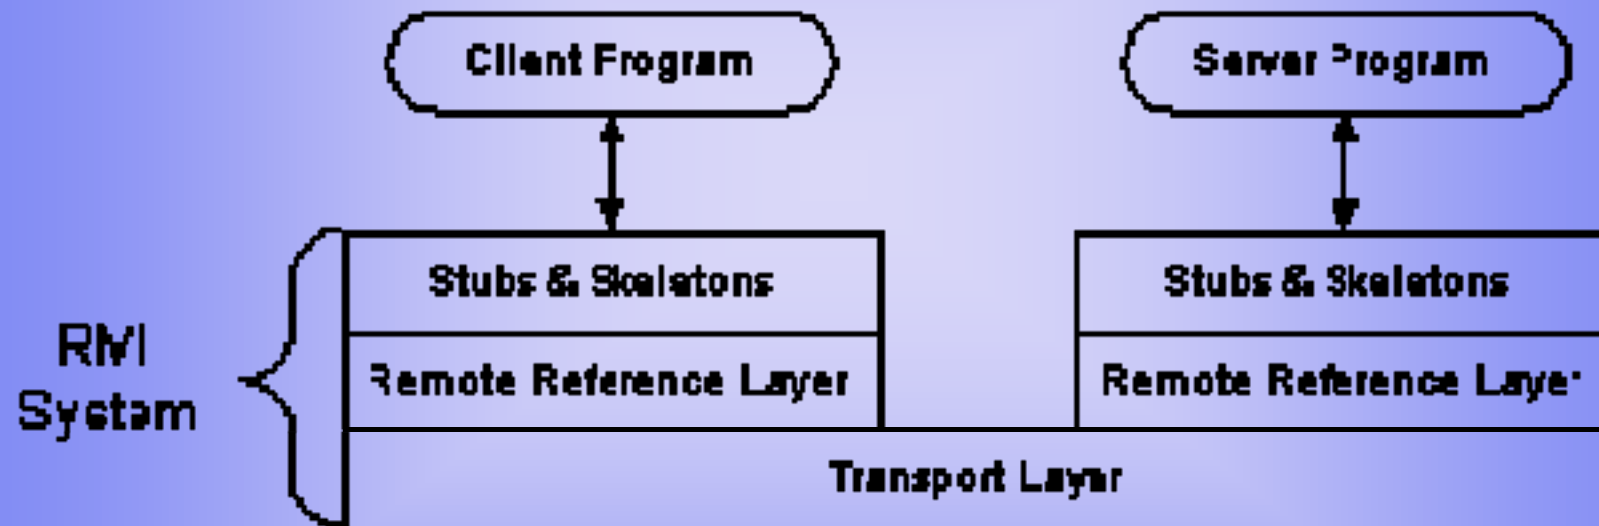 Client Program
Server Program
Stubs & Skeletons
Stubs & Skeletons
RMI
System
Remote Reference Layer
Remote Reference Layer
Transport Layer